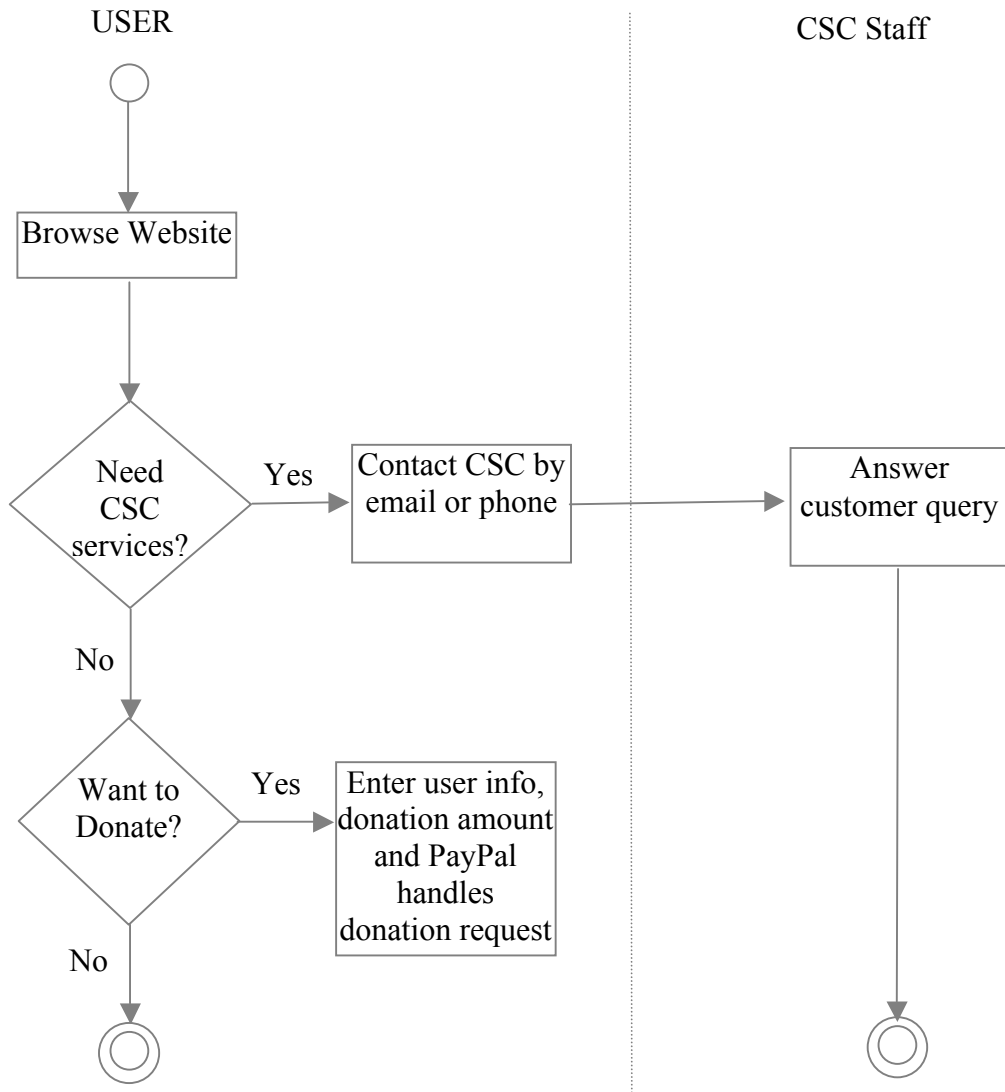 USER
CSC Staff
Browse Website
Need
CSC
services?
Yes
Contact CSC by
email or phone
Answer
customer query
No
Want to
Donate?
Yes
Enter user info,
donation amount
and PayPal
handles
donation request
No